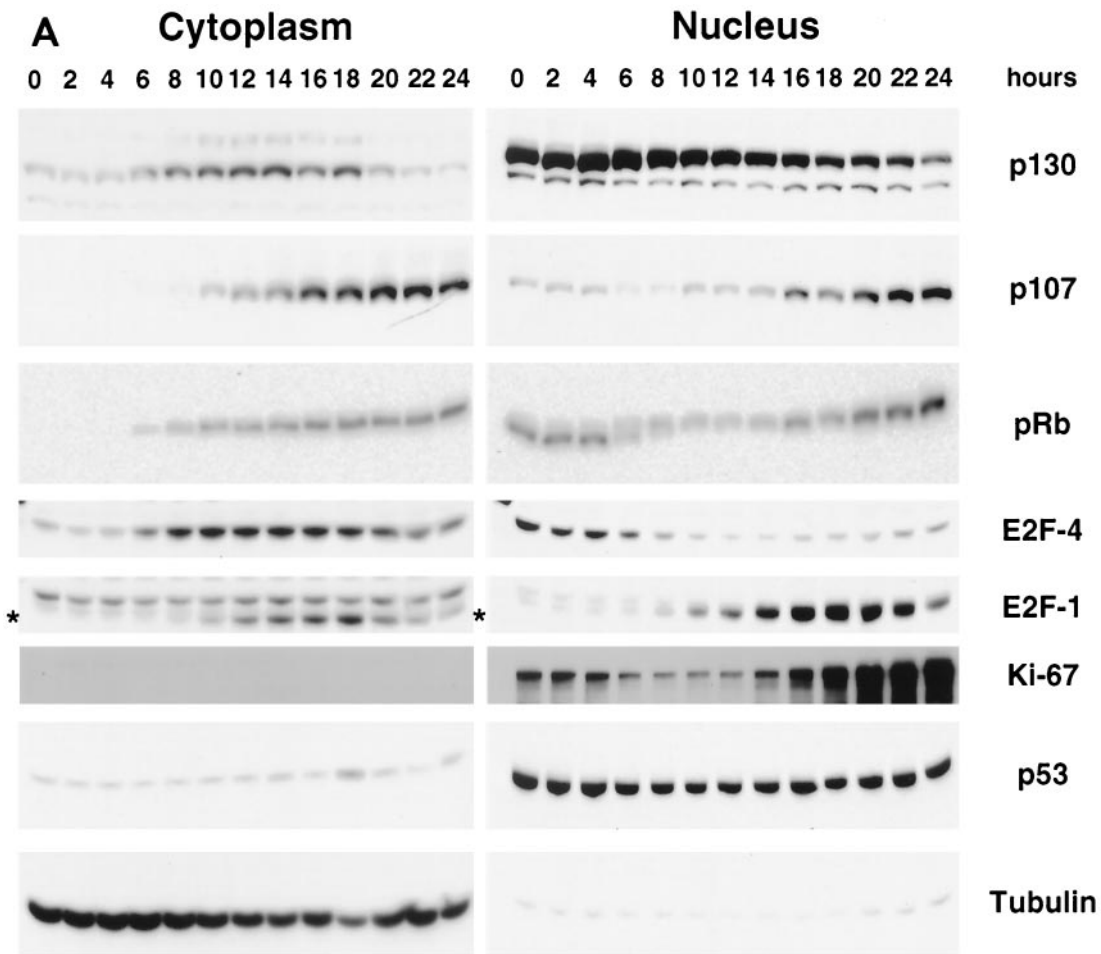 A
Cytoplasm Nucleus
0 2 4 6 8 10 12 14 16 18 20 22 24 0 2 4 6 8 10 12 14 16 18 20 22 24 hours
p130
p107
pRb
E2F-4
* * E2F-1
Ki-67
p53
Tubulin